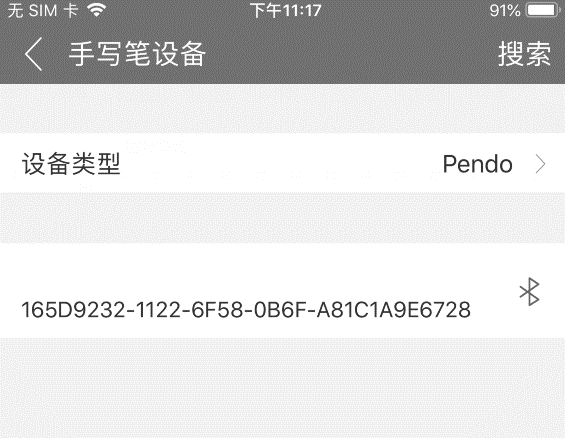 无 SIM 卡 下午11:17 91%
手写笔设备 搜索
设备类型 Pendo
165D9232-1122-6F58-0B6F-A81C1A9E6728